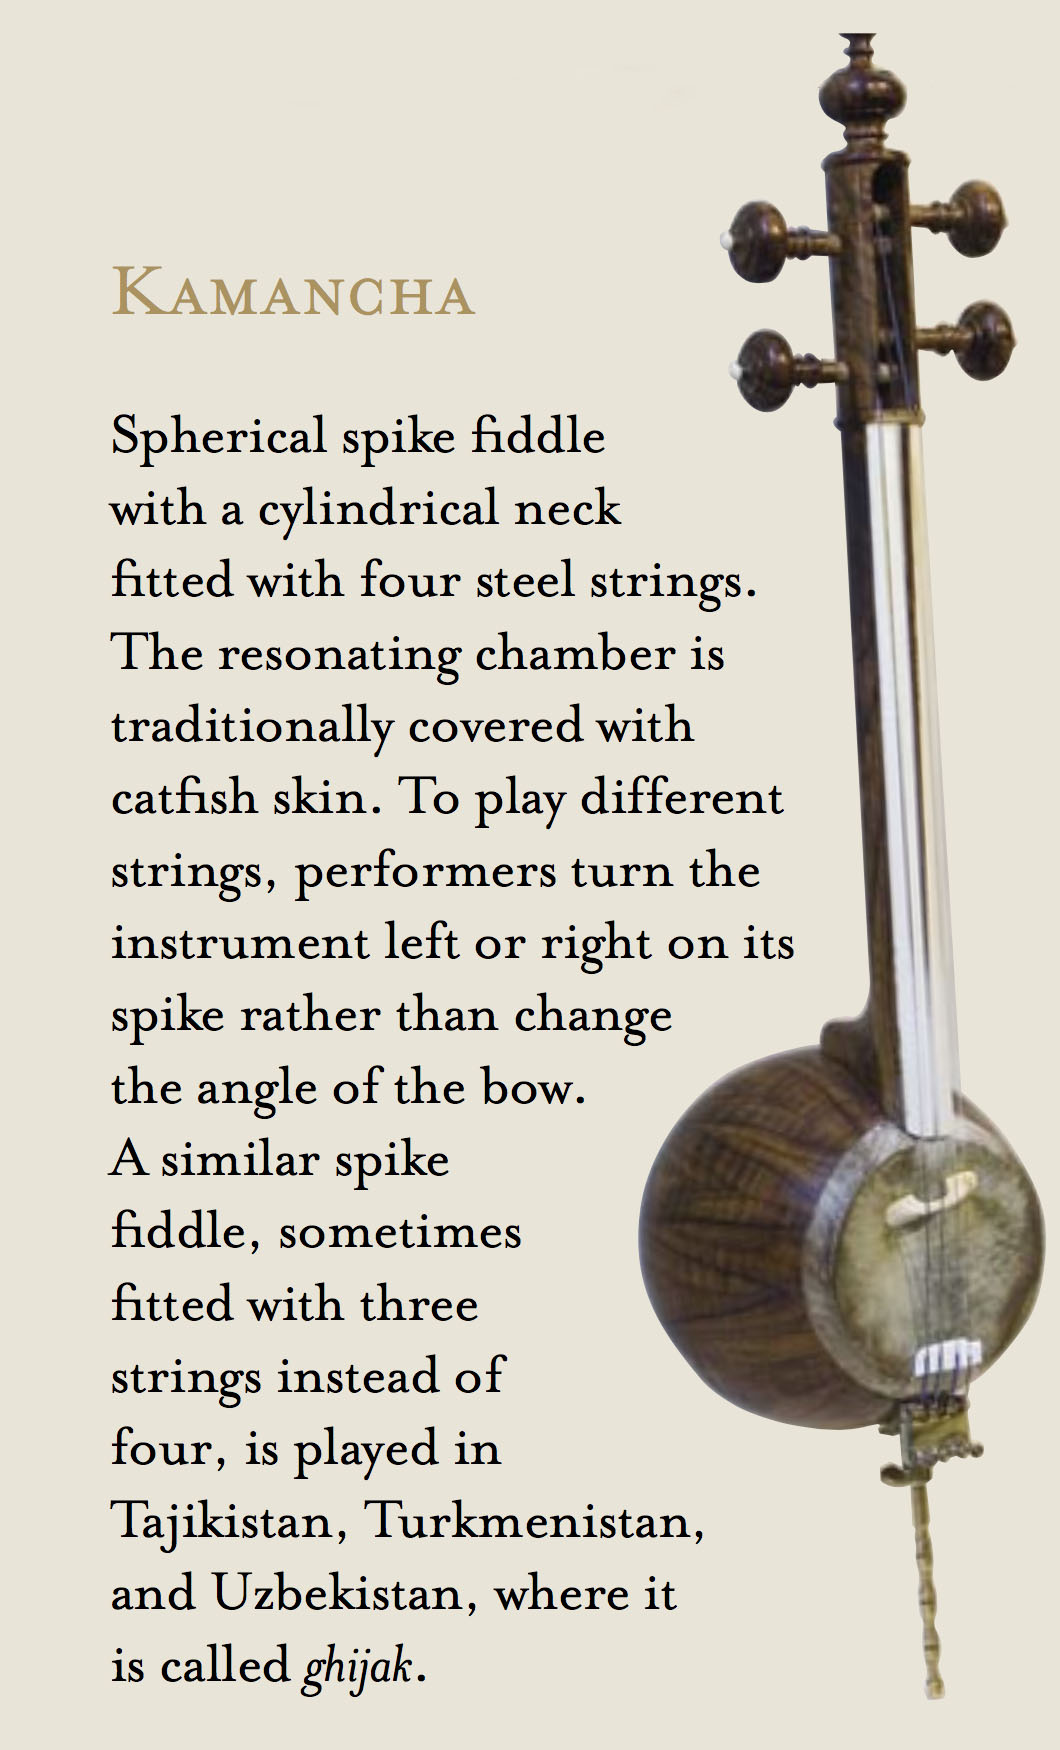 KAMANCHA
Spherical spike fiddle
with a cylindrical neck
fitted with four steel strings.
The resonating chamber is
traditionally covered with
catfish skin. To play different
strings, performers turn the
instrument left or right on its
spike rather than change
the angle of the bow.
A similar spike
fiddle, sometimes
fitted with three
strings instead of
four, is played in
Tajikistan, Turkmenistan,
and Uzbekistan, where it
is called ghijak.